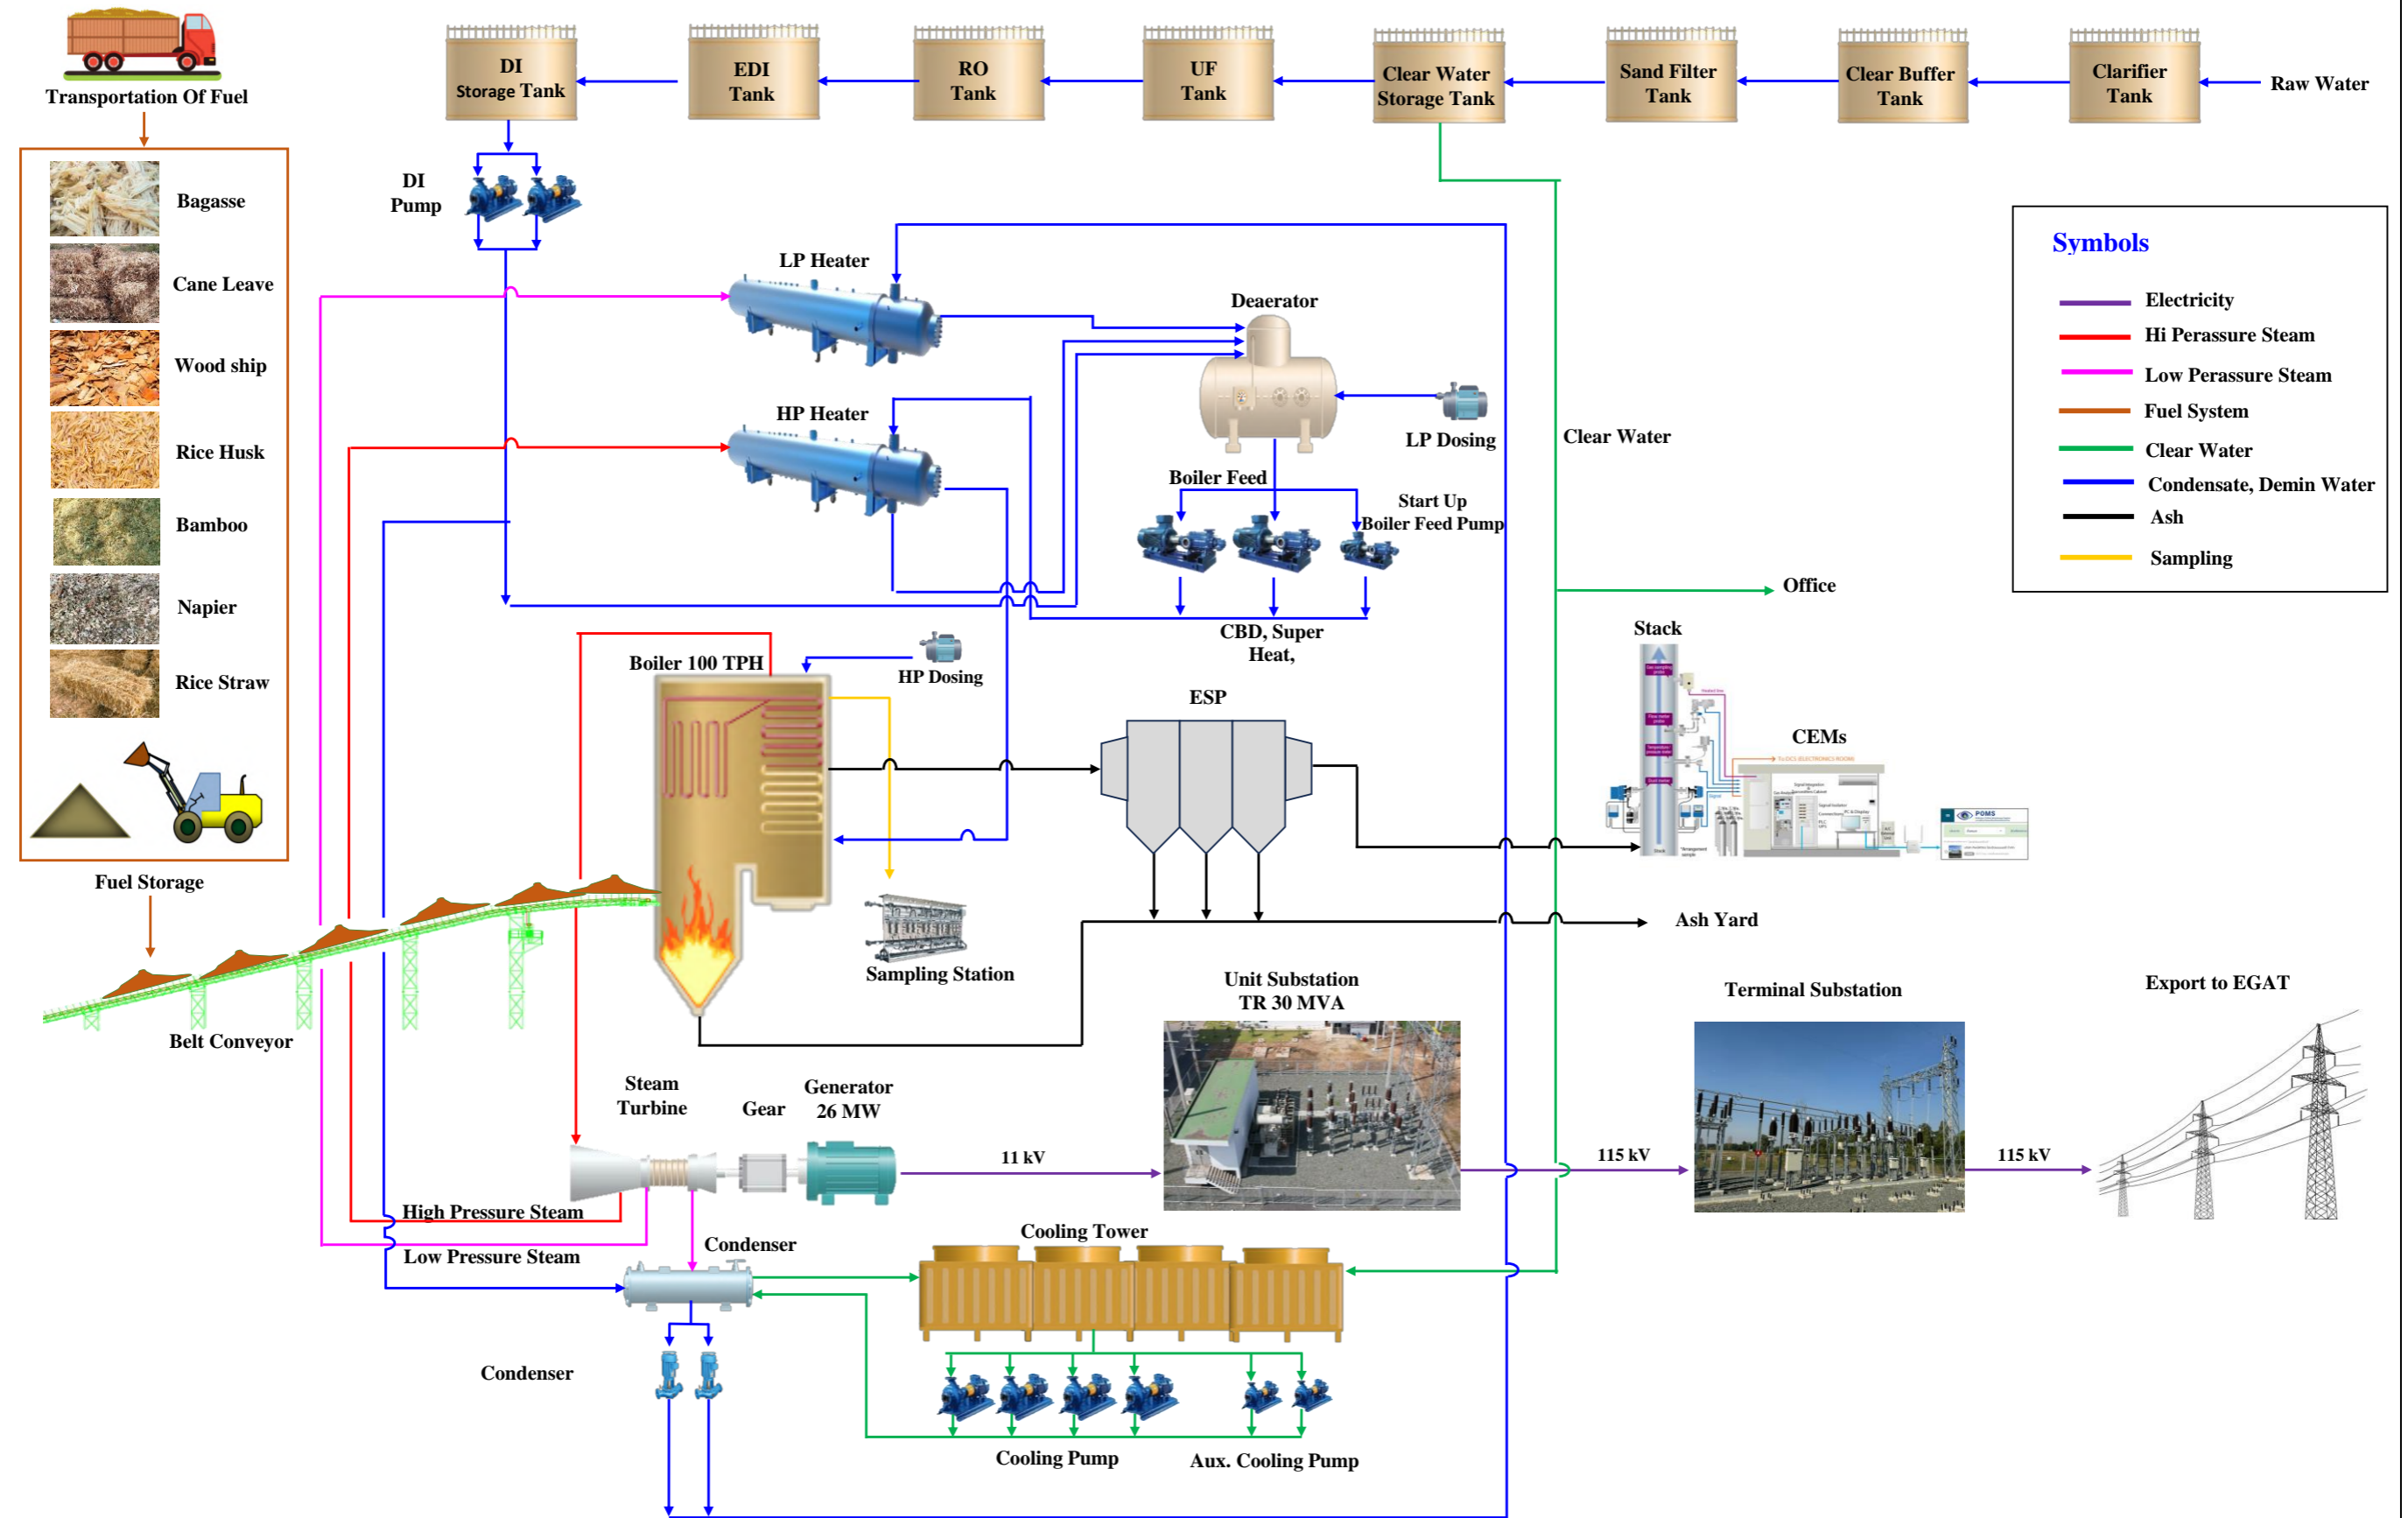 Transportation Of Fuel
DI
Storage Tank
EDI
Tank
RO
Tank
UF
Tank
Clear Water
Storage Tank
Sand Filter
Tank
Clear Buffer
Tank
Clarifier
Tank
Raw Water
Bagasse
Cane Leave
Wood ship
Rice Husk
Bamboo
Napier
Rice Straw
Fuel Storage
Belt Conveyor
DI
Pump
LP Heater
HP Heater
Deaerator
LP Dosing
Boiler Feed
Start Up
Boiler Feed Pump
CBD, Super
Heat,
Clear Water
Office
Symbols
Electricity
Hi Perassure Steam
Low Perassure Steam
Fuel System
Clear Water
Condensate, Demin Water
Ash
Sampling
Boiler 100 TPH
HP Dosing
Sampling Station
ESP
Stack
CEMs
Stack
POMS
Ash Yard
Steam
Turbine
Gear
Generator
26 MW
11 kV
Unit Substation
TR 30 MVA
115 kV
Terminal Substation
115 kV
Export to EGAT
High Pressure Steam
Low Pressure Steam
Condenser
Cooling Tower
Condenser
Cooling Pump
Aux. Cooling Pump